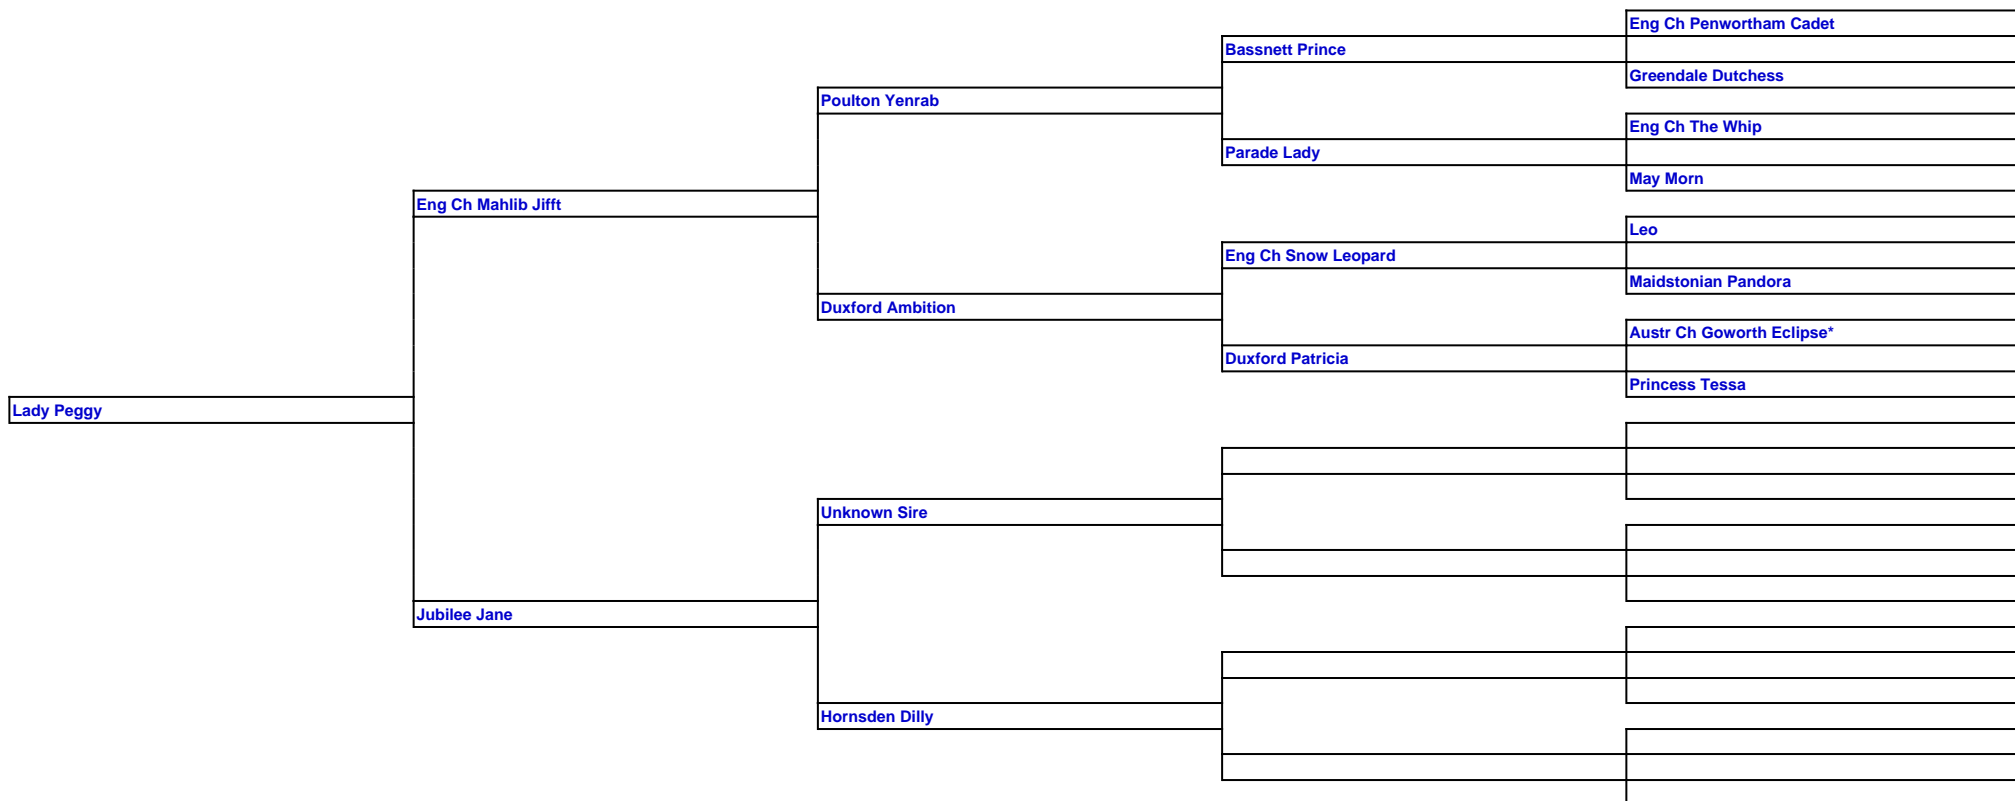 Eng Ch Penwortham Cadet
Bassnett Prince
Greendale Dutchess
Poulton Yenrab
Eng Ch The Whip
Parade Lady
May Morn
Eng Ch Mahlib Jifft
Leo
Eng Ch Snow Leopard
Maidstonian Pandora
Duxford Ambition
Austr Ch Goworth Eclipse*
Duxford Patricia
Princess Tessa
Lady Peggy
Unknown Sire
Jubilee Jane
Hornsden Dilly